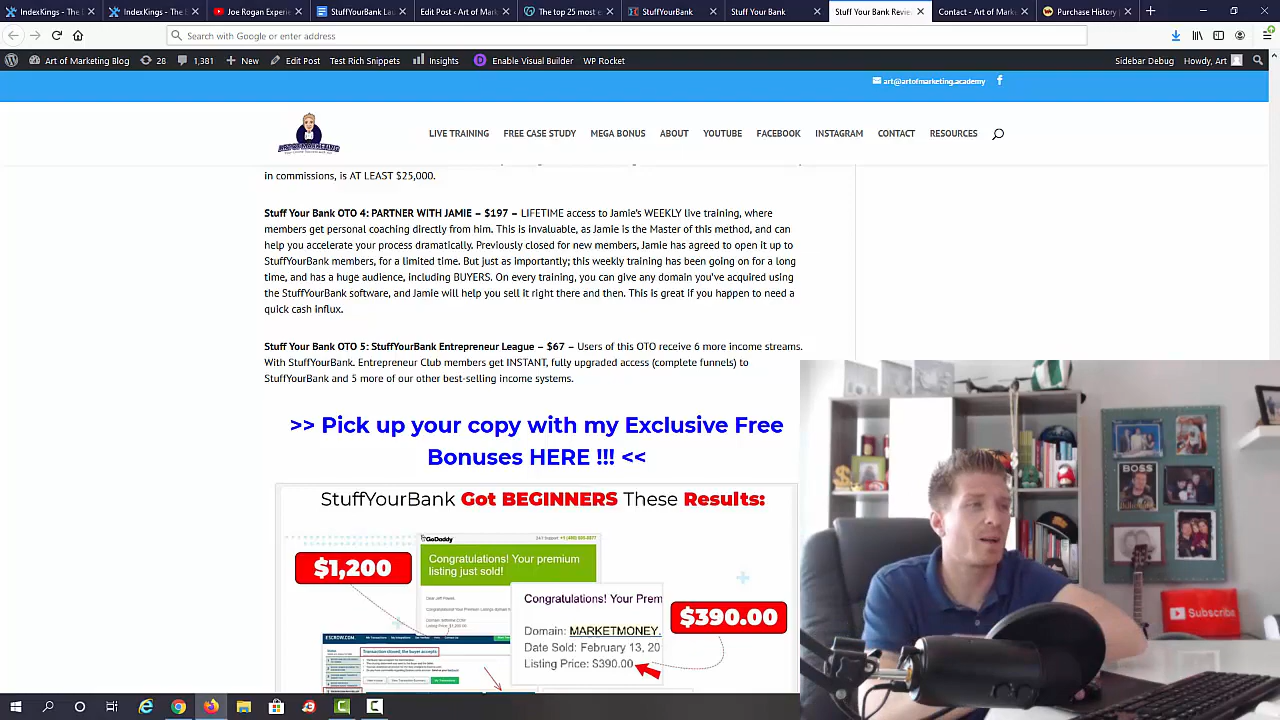 IndexKings - The
IndexKings - The
Joe Rogan Experie
StuffYourBank Lau
Edit Post ‹ Art of M
The top 25 most e
StuffYourBank
Stuff Your Bank
Stuff Your Bank Revie
Contact - Art of Marke
Purchase History |
Search with Google or enter address
Art of Marketing Blog
28
1,381
New
Edit Post
Test Rich Snippets
Insights
Enable Visual Builder
WP Rocket
Sidebar Debug
Howdy, Art
art@artofmarketing.academy
ART OF MARKETING
LIVE TRAINING
FREE CASE STUDY
MEGA BONUS
ABOUT
YOUTUBE
FACEBOOK
INSTAGRAM
CONTACT
RESOURCES
in commissions, is AT LEAST $25,000.
Stuff Your Bank OTO 4: PARTNER WITH JAMIE – $197 – LIFETIME access to Jamie's WEEKLY live training, where
members get personal coaching directly from him. This is invaluable, as Jamie is the Master of this method, and can
help you accelerate your process dramatically. Previously closed for new members, Jamie has agreed to open it up to
StuffYourBank members, for a limited time. But just as importantly; this weekly training has been going on for a long
time, and has a huge audience, including BUYERS. On every training, you can give any domain you've acquired using
the StuffYourBank software, and Jamie will help you sell it right there and then. This is great if you happen to need a
quick cash influx.
Stuff Your Bank OTO 5: StuffYourBank Entrepreneur League – $67 – Users of this OTO receive 6 more income streams.
With StuffYourBank. Entrepreneur Club members get INSTANT, fully upgraded access (complete funnels) to
StuffYourBank and 5 more of our other best-selling income systems.
>> Pick up your copy with my Exclusive Free
Bonuses HERE !!! <<
StuffYourBank Got BEGINNERS These Results:
GoDaddy
$1,200
Congratulations! Your premium
listing just sold!
Congratulations! Your Prem
$390.00
Domain: MARKETMONEY.
Date Sold: February 13, 20
Listing Price: $390.00
ESCROW.COM
Transaction closed, the buyer accepts
BOSS
Subscribe